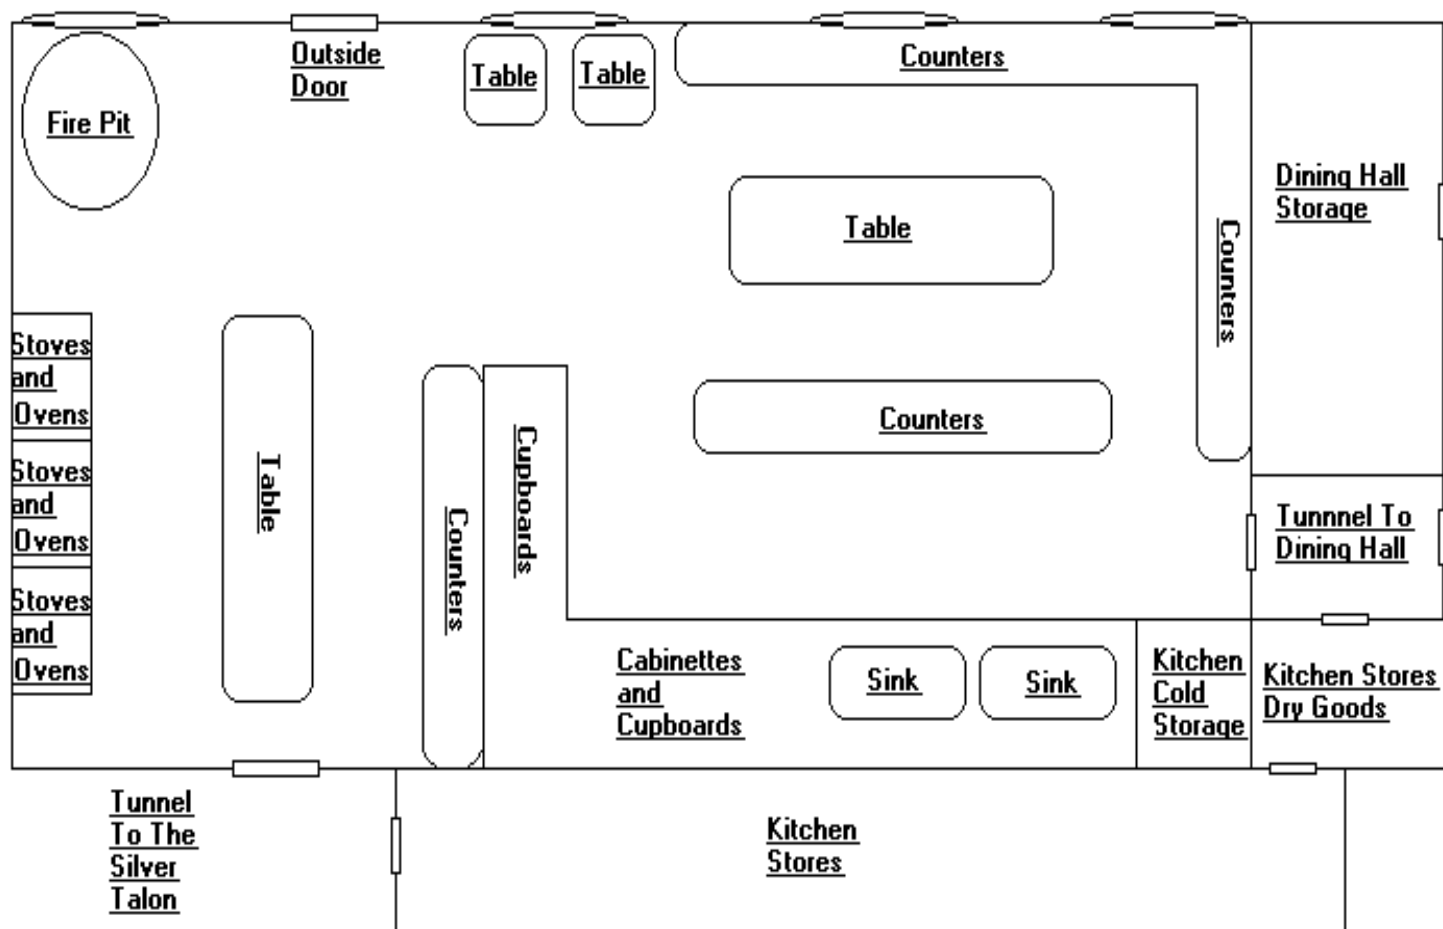 Outside
Door
Table
Table
Counters
Fire Pit
Dining Hall
Storage
Table
Counters
Stoves
and
Ovens
Stoves
and
Ovens
Stoves
and
Ovens
Table
Counters
Cupboards
Counters
Tunnnel To
Dining Hall
Cabinettes
and
Cupboards
Sink
Sink
Kitchen
Cold
Storage
Kitchen Stores
Dry Goods
Tunnel
To The
Silver
Talon
Kitchen
Stores